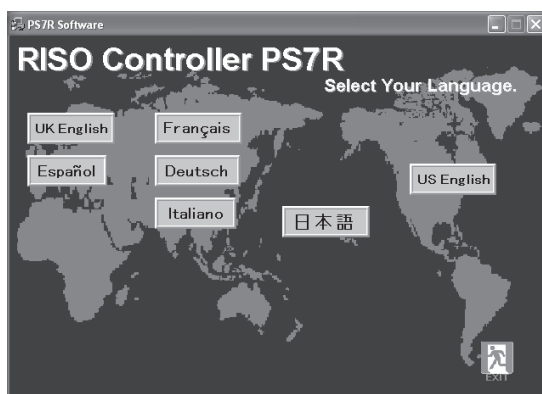 PS7R Software
RISO Controller PS7R
Select Your Language.
UK English
Français
Español
Deutsch
US English
Italiano
日本語
EXIT